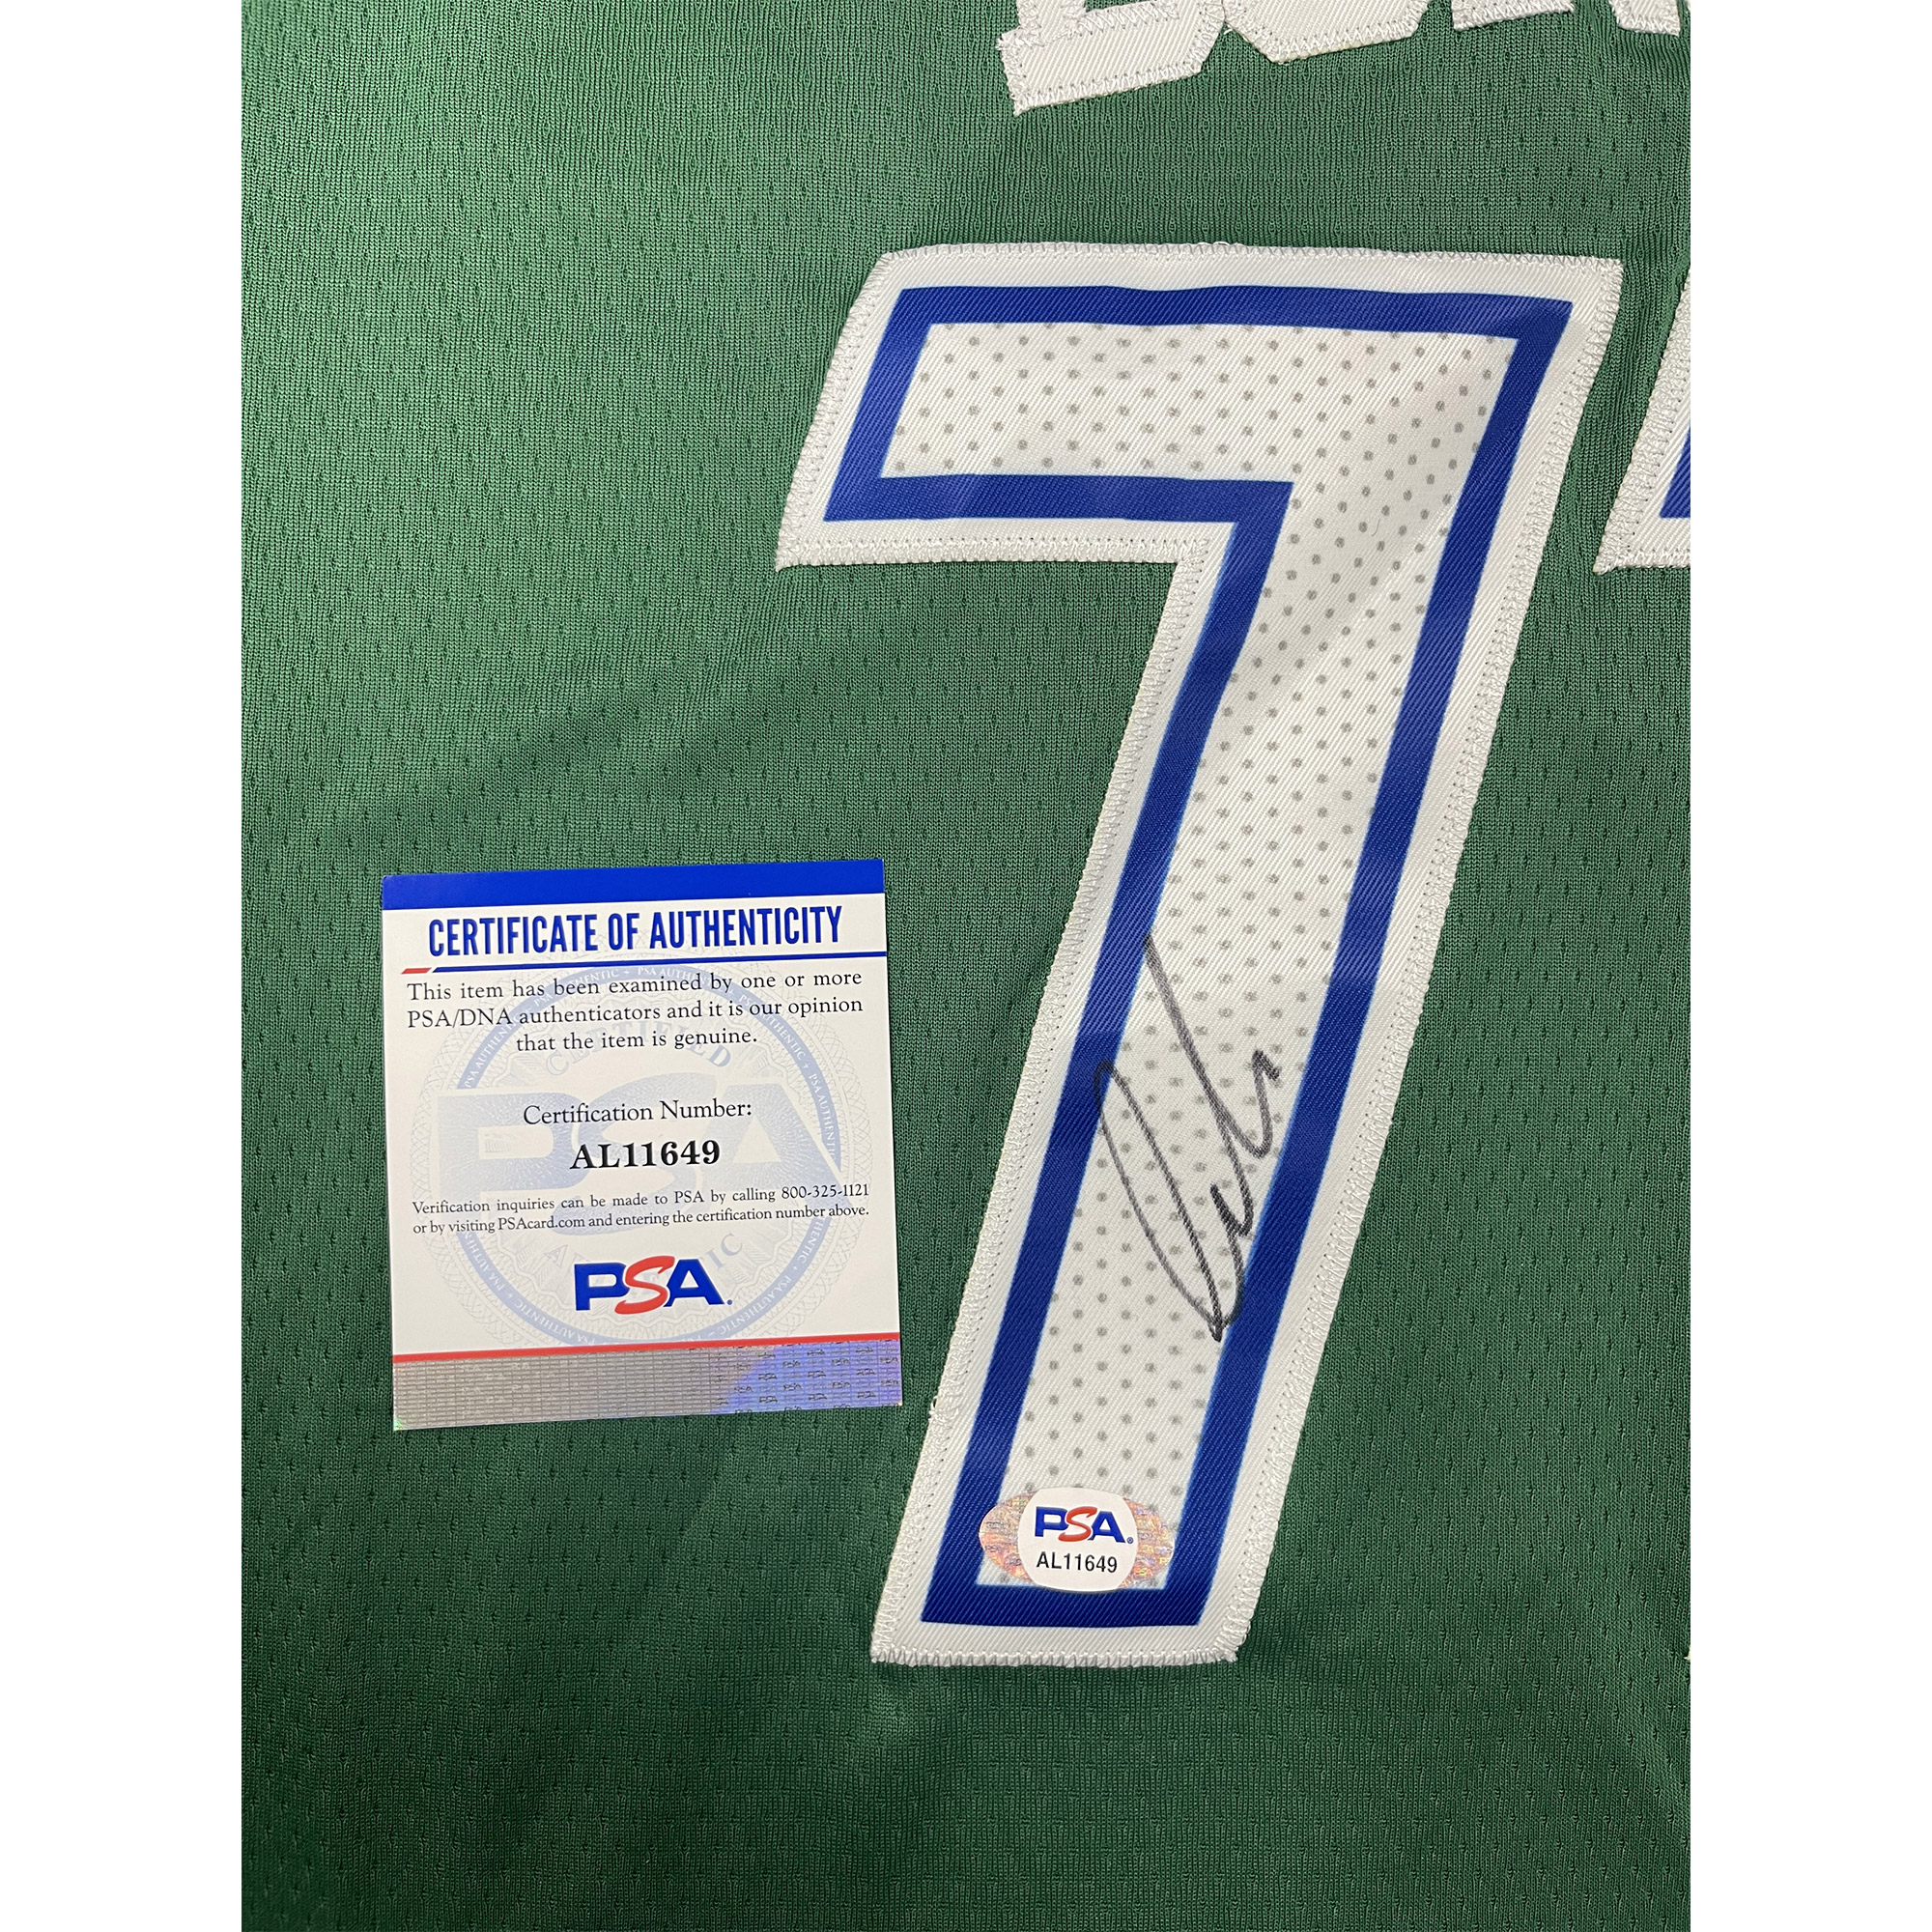 7
CERTIFICATE OF AUTHENTICITY
This item has been examined by one or more
PSA/DNA authenticators and it is our opinion
that the item is genuine.
Certification Number:
AL11649
Verification inquiries can be made to PSA by calling 800-325-1121
or by visiting PSAcard.com and entering the certification number above.
PSA.
PSA
AL11649